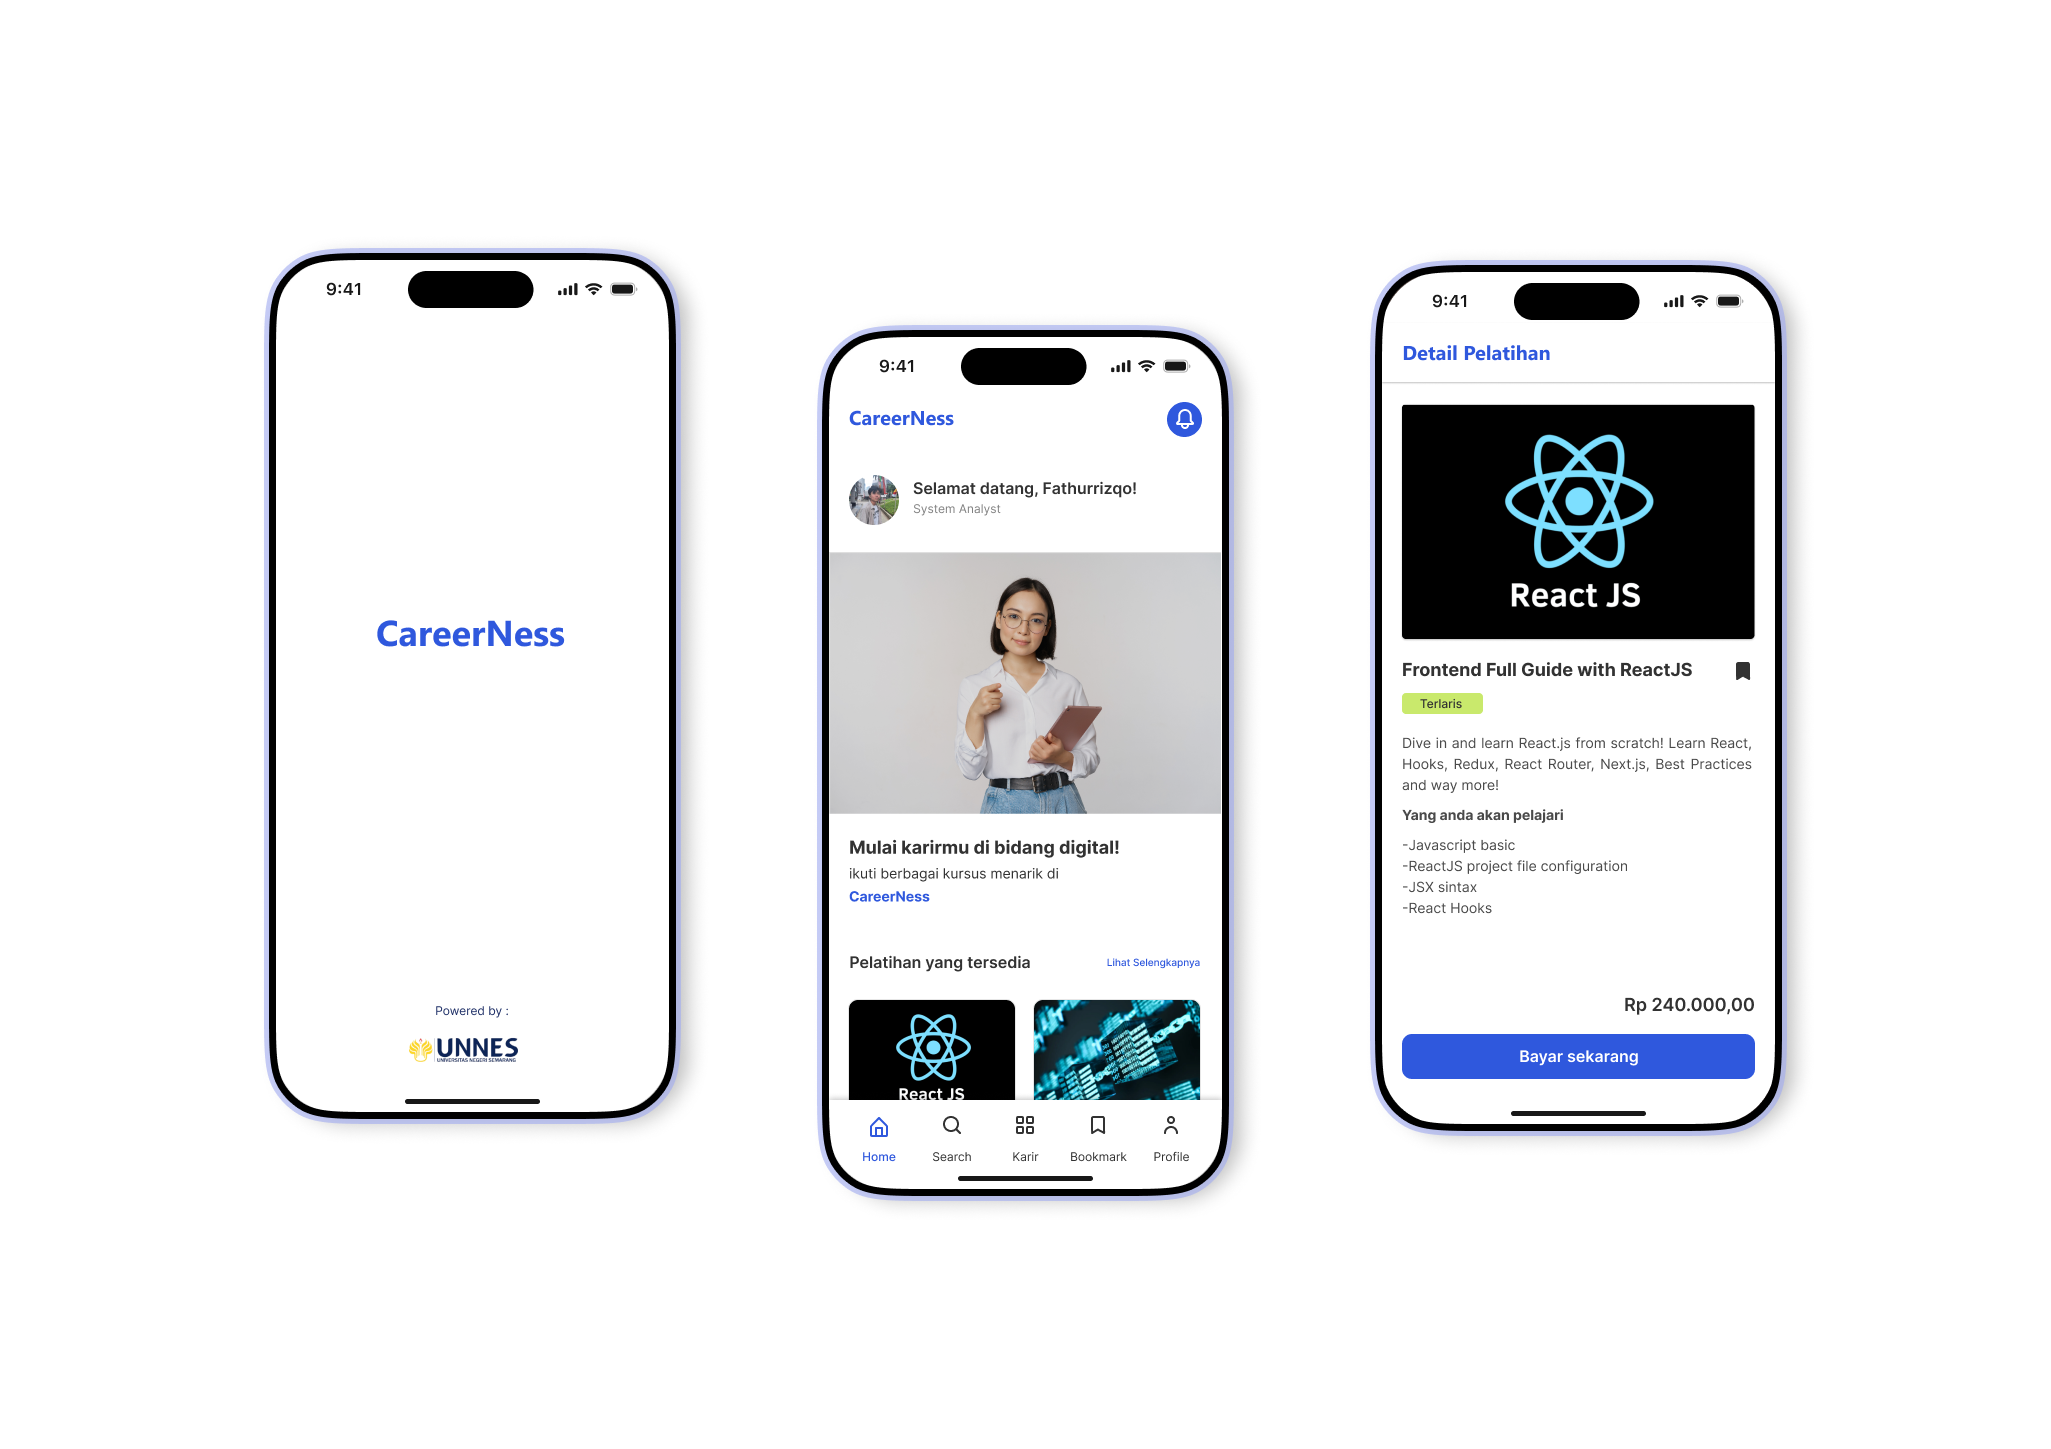 9:41
CareerNess
Powered by :
UNNES
UNIVERSITAS NEGERI SEMARANG
9:41
CareerNess
Selamat datang, Fathurrizqo!
System Analyst
Mulai karirmu di bidang digital!
ikuti berbagai kursus menarik di
CareerNess
Pelatihan yang tersedia
Lihat Selengkapnya
React JS
Home
Search
Karir
Bookmark
Profile
9:41
Detail Pelatihan
React JS
Frontend Full Guide with ReactJS
Terlaris
Dive in and learn React.js from scratch! Learn React,
Hooks, Redux, React Router, Next.js, Best Practices
and way more!
Yang anda akan pelajari
-Javascript basic
-ReactJS project file configuration
-JSX sintax
-React Hooks
Rp 240.000,00
Bayar sekarang